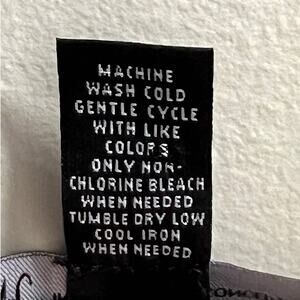 MACHINE
WASH COLD
GENTLE CYCLE
WITH LIKE
COLORS
ONLY NON-
CHLORINE BLEACH
WHEN NEEDED
TUMBLE DRY LOW
COOL IRON
WHEN NEEDED